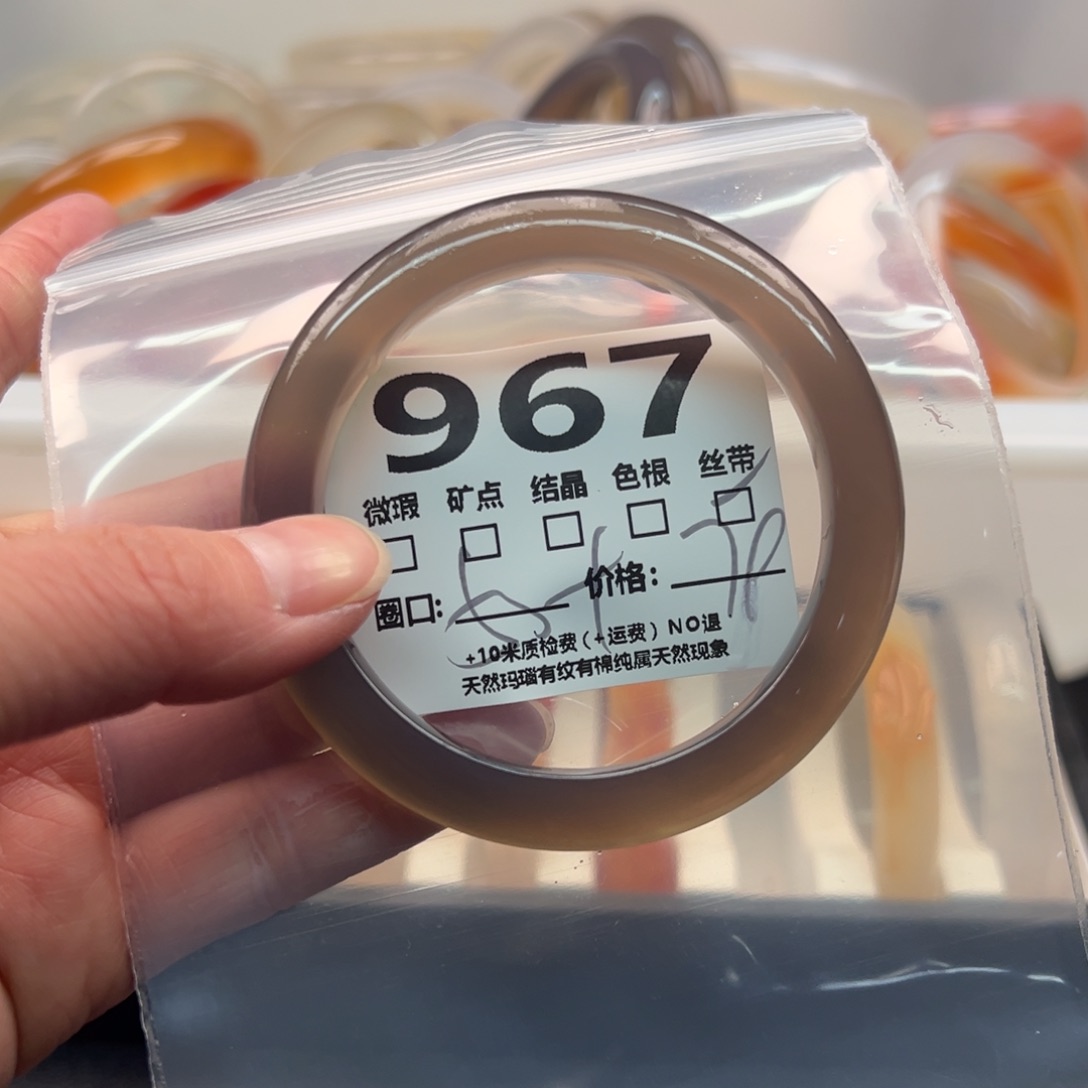 967
微瑕 矿点 结晶 色根 丝带
圈口: 价格:
+10米质检费(+运费) NO退
天然玛瑙有纹有棉纯属天然现象